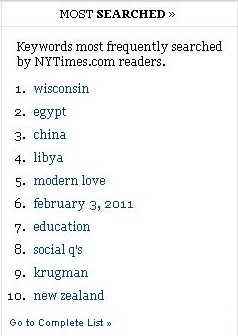 MOST SEARCHED »
Keywords most frequently searched
by NYTimes.com readers.
1. wisconsin
2. egypt
3. china
4. libya
5. modern love
6. february 3, 2011
7. education
8. social q's
9. krugman
10. new zealand
Go to Complete List »